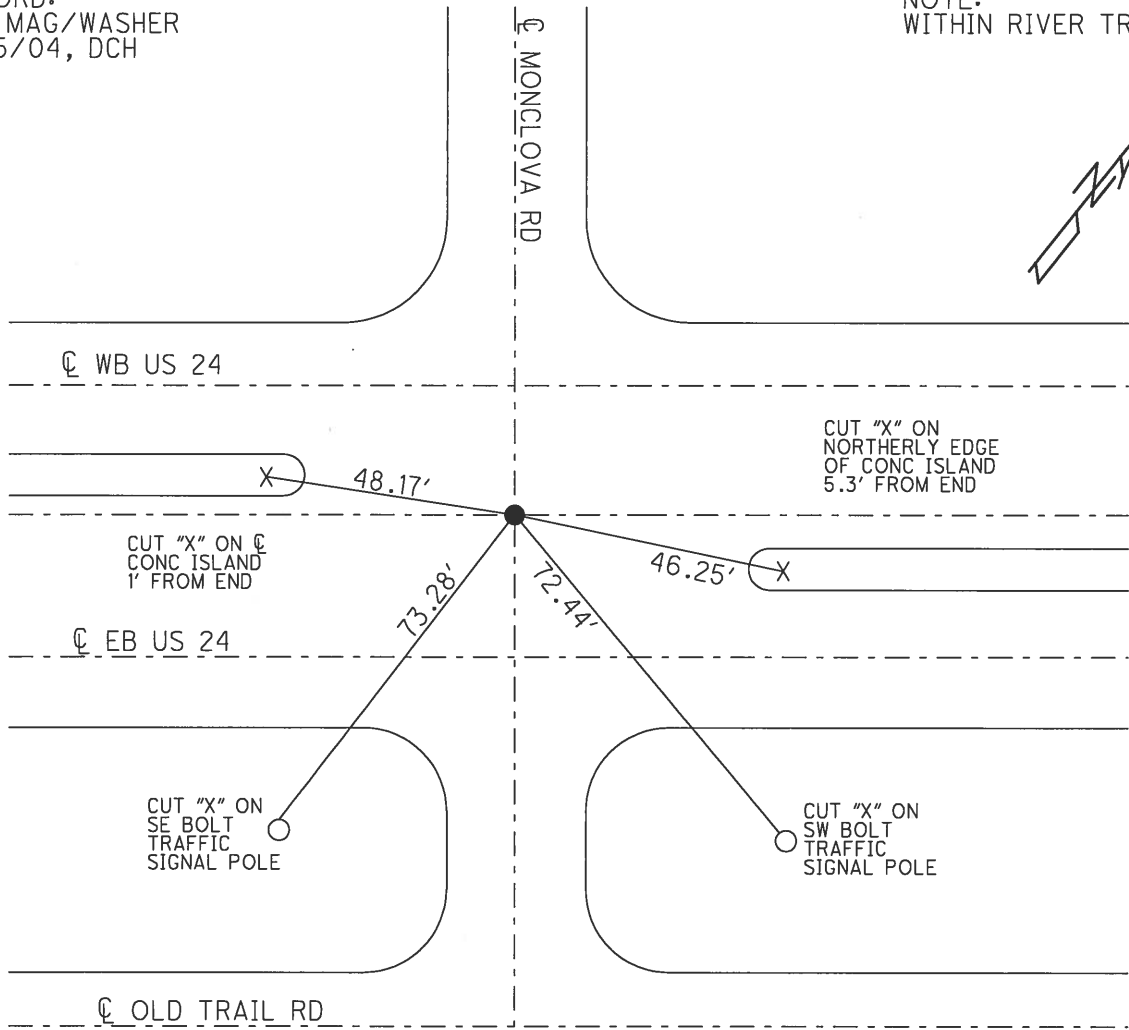 MAG/WASHER
/04, DCH
NOTE:
WITHIN RIVER
℄ MONCLOVA RD
N
℄ WB US 24
CUT "X" ON
NORTHERLY EDGE
OF CONC ISLAND
5.3' FROM END
X
48.17'
CUT "X" ON ℄
CONC ISLAND
1' FROM END
46.25'
X
73.28'
72.44'
℄ EB US 24
CUT "X" ON
SE BOLT
TRAFFIC
SIGNAL POLE
CUT "X" ON
SW BOLT
TRAFFIC
SIGNAL POLE
℄ OLD TRAIL RD